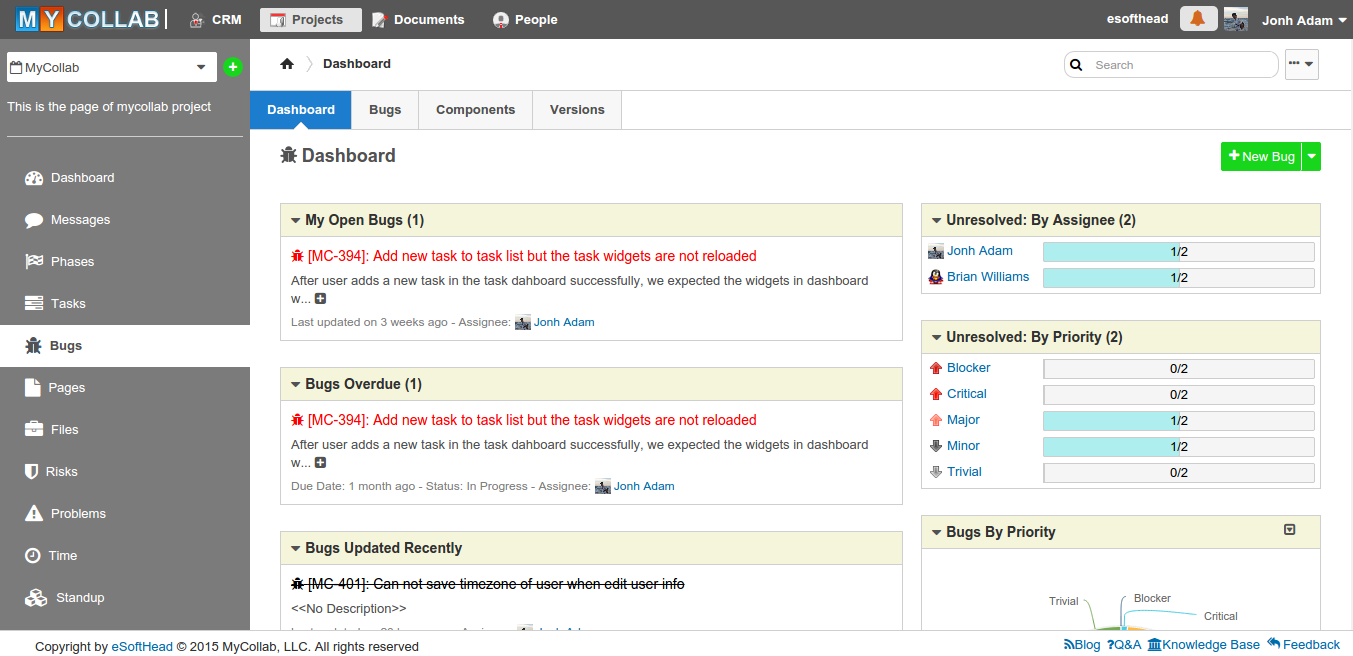 MYCOLLAB CRM Projects Documents People esofthead Jonh Adam
MyCollab
This is the page of mycollab project
Dashboard
Messages
Phases
Tasks
Bugs
Pages
Files
Risks
Problems
Time
Standup
Dashboard
Search
Dashboard Bugs Components Versions
Dashboard
New Bug
My Open Bugs (1)
[MC-394]: Add new task to task list but the task widgets are not reloaded
After user adds a new task in the task dahboard successfully, we expected the widgets in dashboard
w...
Last updated on 3 weeks ago - Assignee: Jonh Adam
Bugs Overdue (1)
[MC-394]: Add new task to task list but the task widgets are not reloaded
After user adds a new task in the task dahboard successfully, we expected the widgets in dashboard
w...
Due Date: 1 month ago - Status: In Progress - Assignee: Jonh Adam
Bugs Updated Recently
[MC-401]: Can not save timezone of user when edit user info
<<No Description>>
Unresolved: By Assignee (2)
Jonh Adam 1/2
Brian Williams 1/2
Unresolved: By Priority (2)
Blocker 0/2
Critical 0/2
Major 1/2
Minor 1/2
Trivial 0/2
Bugs By Priority
Trivial Blocker
Critical
Copyright by eSoftHead © 2015 MyCollab, LLC. All rights reserved
Blog ?Q&A Knowledge Base Feedback